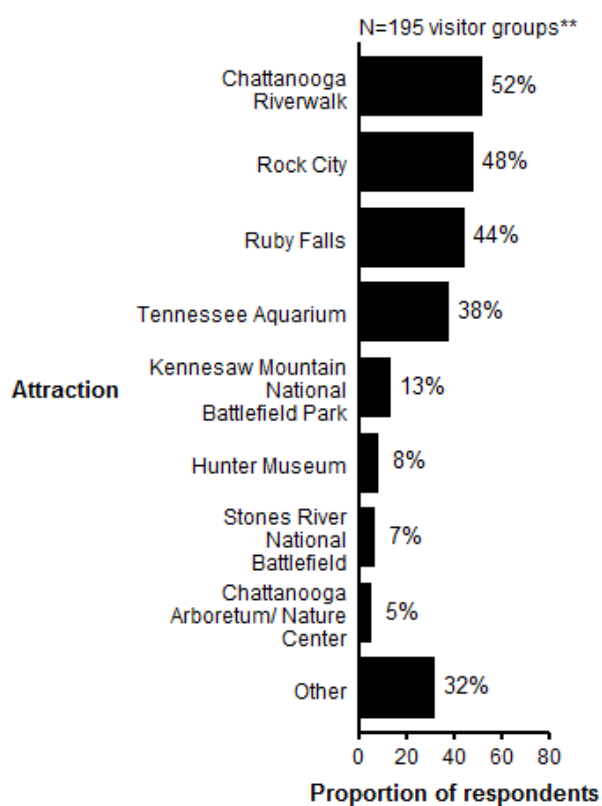 N=195 visitor groups**
Chattanooga
Riverwalk
52%
Rock City
48%
Ruby Falls
44%
Tennessee Aquarium
38%
Attraction
Kennesaw Mountain
National
Battlefield Park
13%
Hunter Museum
8%
Stones River
National
Battlefield
7%
Chattanooga
Arboretum/ Nature
Center
5%
Other
32%
0 20 40 60 80
Proportion of respondents